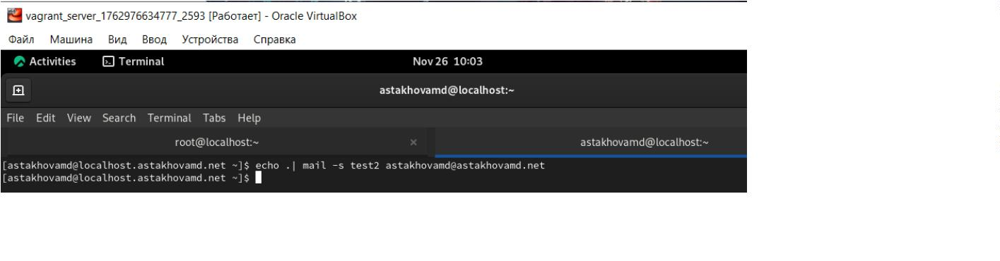 vagrant_server_1762976634777_2593 [Работает] - Oracle VirtualBox
Файл Машина Вид Ввод Устройства Справка
Activities Terminal Nov 26 10:03
astakhovamd@localhost:~
File Edit View Search Terminal Tabs Help
root@localhost:~ × astakhovamd@localhost:~
[astakhovamd@localhost.astakhovamd.net ~]$ echo .| mail -s test2 astakhovamd@astakhovamd.net
[astakhovamd@localhost.astakhovamd.net ~]$